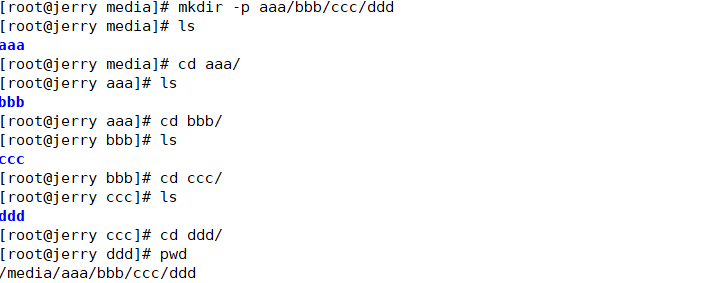 [root@jerry media]# mkdir -p aaa/bbb/ccc/ddd
[root@jerry media]# ls
aaa
[root@jerry media]# cd aaa/
[root@jerry aaa]# ls
bbb
[root@jerry aaa]# cd bbb/
[root@jerry bbb]# ls
ccc
[root@jerry bbb]# cd ccc/
[root@jerry ccc]# ls
ddd
[root@jerry ccc]# cd ddd/
[root@jerry ddd]# pwd
/media/aaa/bbb/ccc/ddd